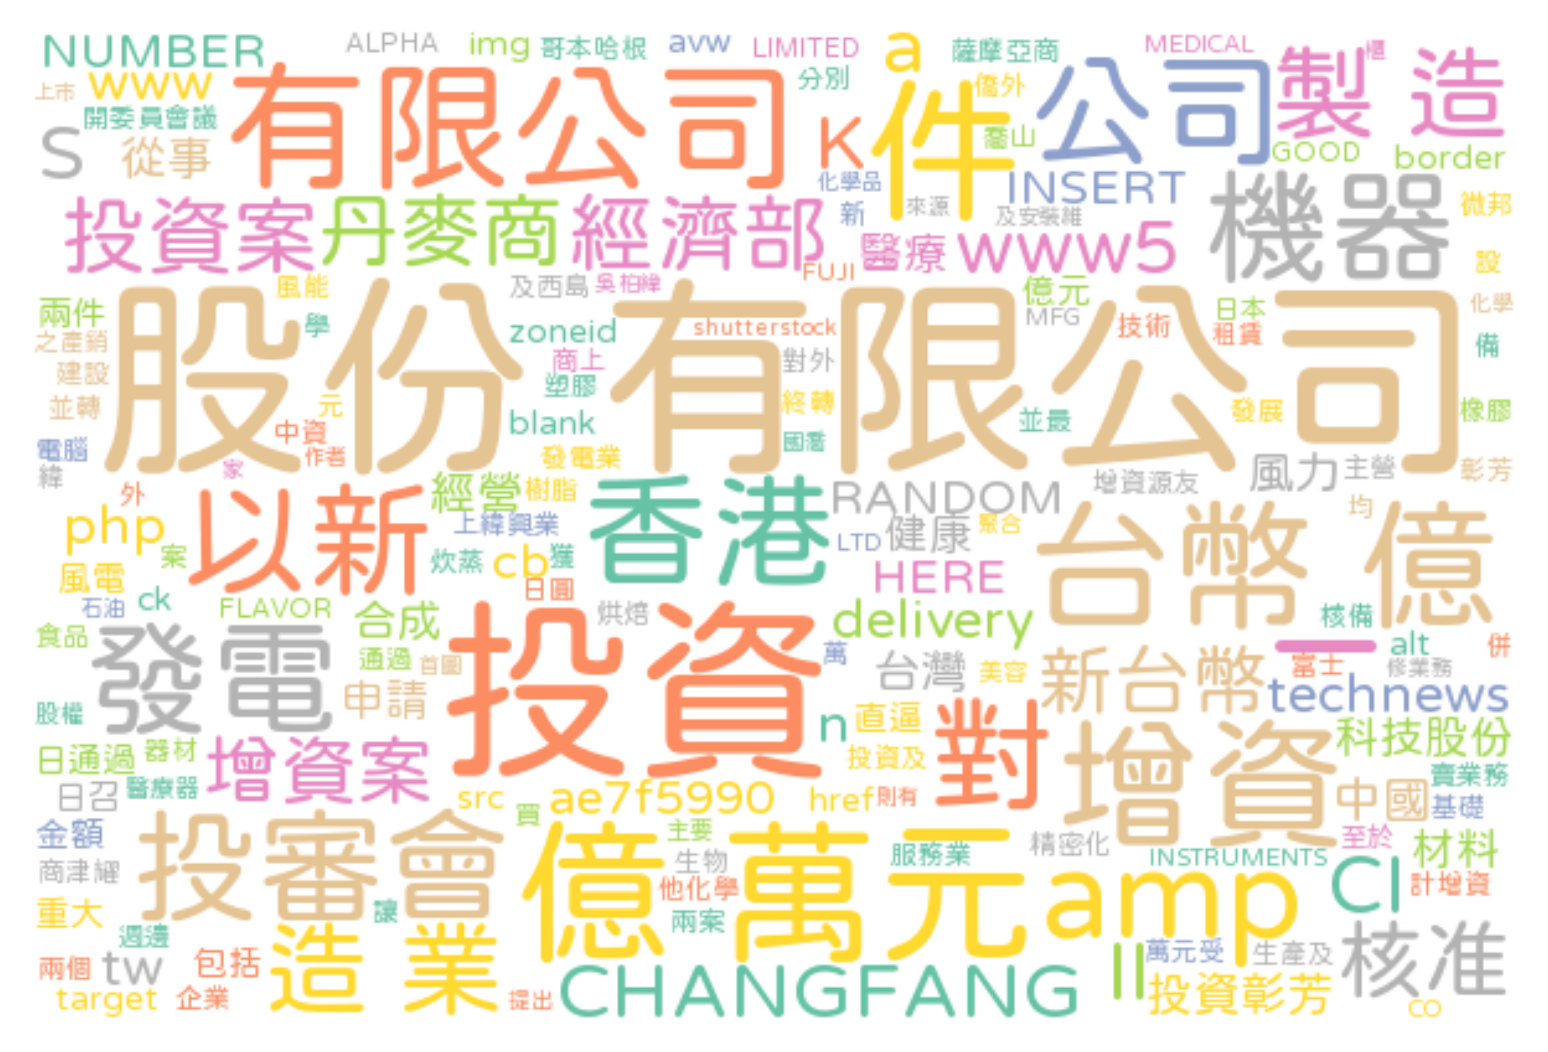 NUMBER ALPHA img 哥本哈根 avw LIMITED a 薩摩亞商 MEDICAL 櫃
上市 www 有限公司 分別 件 僑外 公司 製造
開委員會議 S 從事 K 喬山 GOOD border
化學品 INSERT 機器 微邦
投資案 丹麥商 經濟部 新 來源 及安裝維
醫療 www5 設
風能 及西島 吳柏緯 FUJI 億元 日本 化學
兩件 學 zoneid shutterstock MFG 技術 租賃
之產銷 股份有限公司 商上 對外 備
建設 塑膠
並轉 元 blank 終轉 並最 發展 橡膠
電腦 中資 作者 發電業 國喬
緯 家 增資源友 風力 主營 彰芳
外 以新 經營 樹脂 香港 RANDOM 台幣 億 均
php 上緯興業 LTD 健康 聚合
案 炊蒸 cb 獲
風電 日圓 HERE
石油 ck FLAVOR 合成 投資 烘焙 delivery 核備
食品 發電 通過 首圖 萬 台灣 美容 一 alt 併
富士 修業務
股權 申請 n 直逼 對 新台幣 technews
日通過 器材 增資案 投資及 增資 科技股份
日召 醫療器 src ae7f5990 href 則有 中國 賣業務
買 基礎
金額 投審會 億萬元 主要 服務業 精密化 至於 材料
商津耀 生物 INSTRUMENTS
他化學 amp CI 計增資
重大 讓 兩案
週邊 造業 萬元受 生產及 核准
兩個 tw 包括 CHANGFANG ll 投資彰芳
target 企業 提出 CO